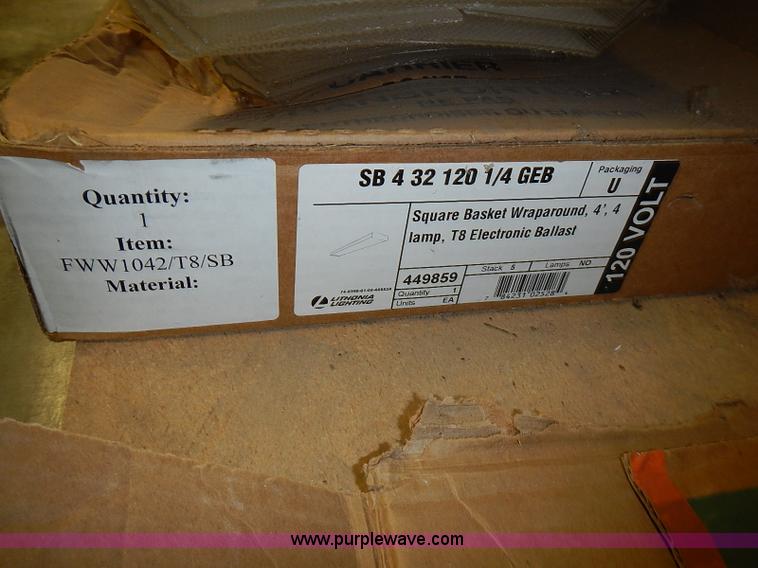 Quantity:
1
Item:
FWW1042/T8/SB
Material:
SB 4 32 120 1/4 GEB
Packaging
U
Square Basket Wraparound, 4', 4
lamp, T8 Electronic Ballast
120 VOLT
449859
Stack 5
Lamps NO
Quantity 1
Units EA
LITHONIA
LIGHTING
www.purplewave.com